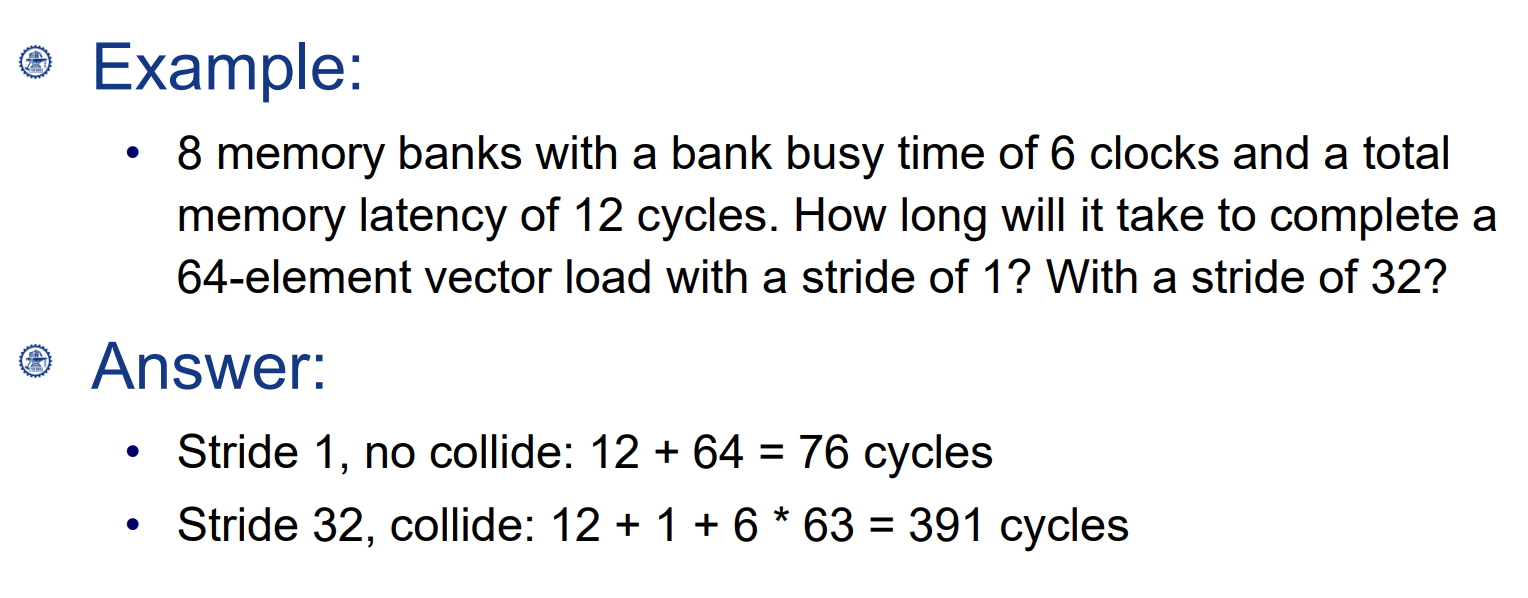 Example:
• 8 memory banks with a bank busy time of 6 clocks and a total
memory latency of 12 cycles. How long will it take to complete a
64-element vector load with a stride of 1? With a stride of 32?
Answer:
• Stride 1, no collide: 12 + 64 = 76 cycles
• Stride 32, collide: 12 + 1 + 6 * 63 = 391 cycles